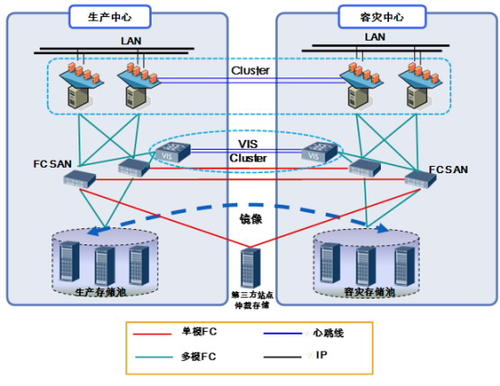 生产中心
容灾中心
LAN
LAN
Cluster
VIS
VIS
VIS
Cluster
FC SAN
FC SAN
镜像
生产存储池
第三方站点
仲裁存储
容灾存储池
单模FC
心跳线
多模FC
IP